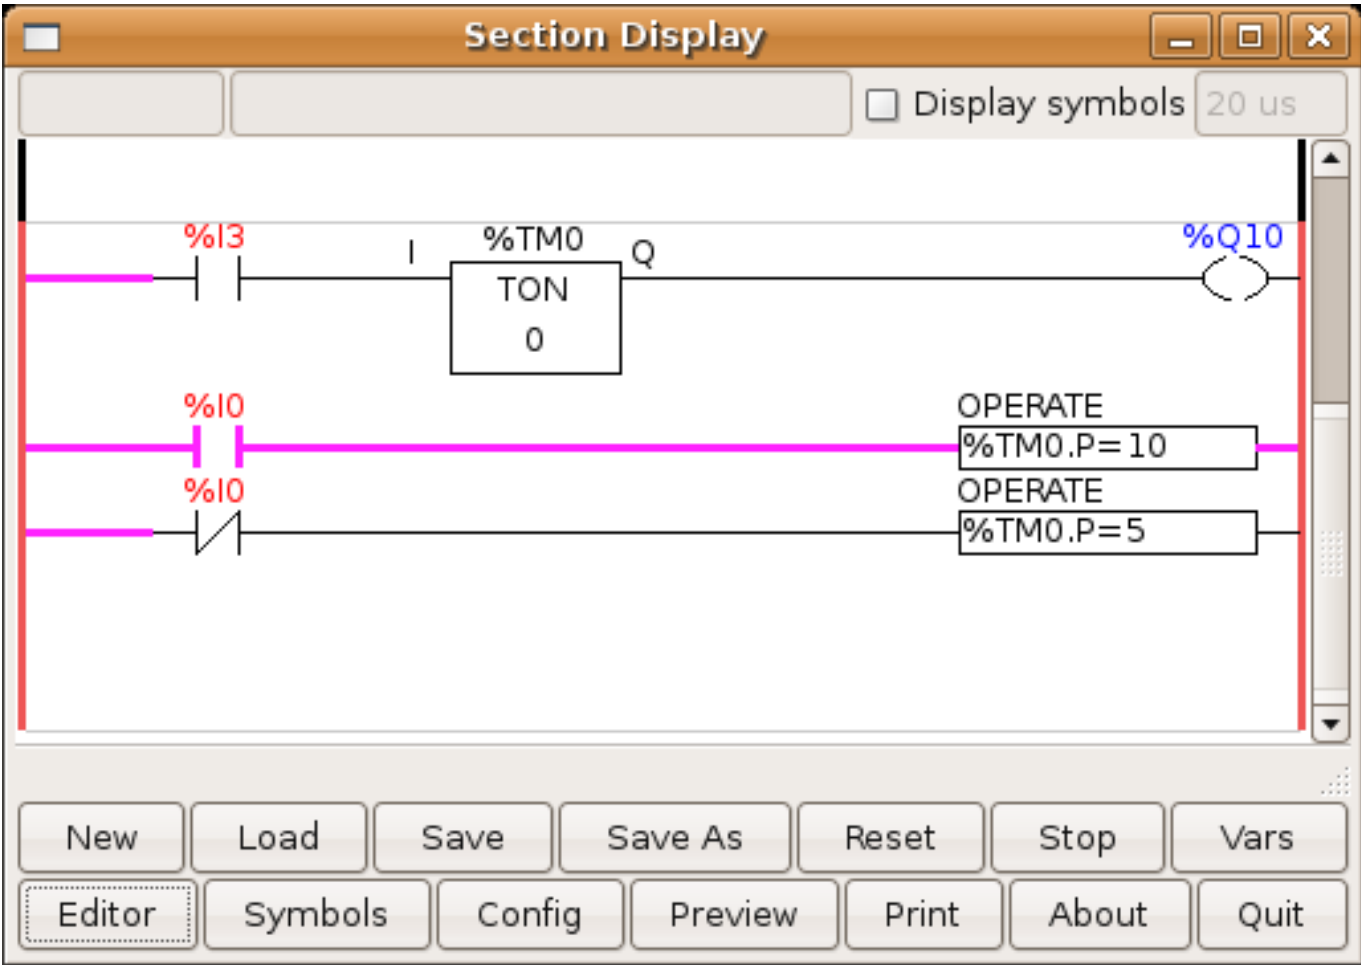 Section Display
Display symbols 20 us
%I3 I %TM0 Q %Q10
TON
0
%I0 OPERATE
%TM0.P=10
%I0 OPERATE
%TM0.P=5
New Load Save Save As Reset Stop Vars
Editor Symbols Config Preview Print About Quit